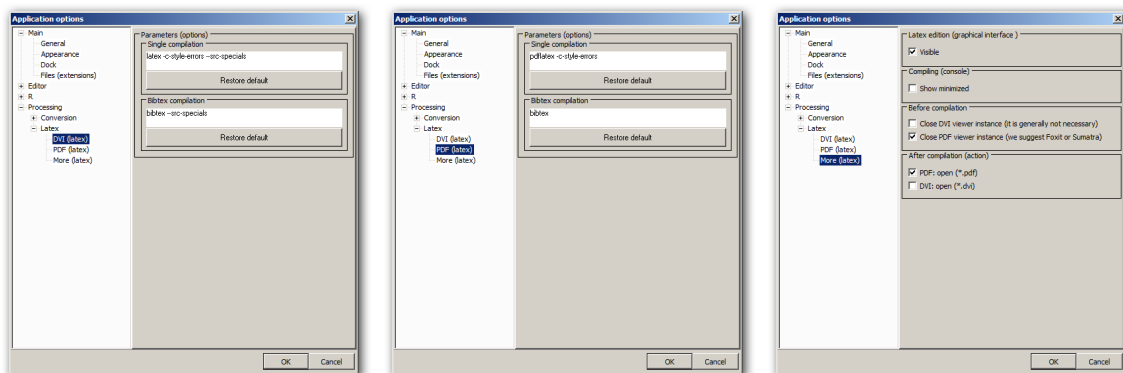 Application options
Main
General
Appearance
Dock
Files (extensions)
Editor
R
Processing
Conversion
Latex
DVI (latex)
PDF (latex)
More (latex)
Parameters (options)
Single compilation
latex -c-style-errors --src-specials
Restore default
Bibtex compilation
bibtex --src-specials
Restore default
OK
Cancel
Application options
Main
General
Appearance
Dock
Files (extensions)
Editor
R
Processing
Conversion
Latex
DVI (latex)
PDF (latex)
More (latex)
Parameters (options)
Single compilation
pdflatex -c-style-errors
Restore default
Bibtex compilation
bibtex
Restore default
OK
Cancel
Application options
Main
General
Appearance
Dock
Files (extensions)
Editor
R
Processing
Conversion
Latex
DVI (latex)
PDF (latex)
More (latex)
Latex edition (graphical interface )
Visible
Compiling (console)
Show minimized
Before compilation
Close DVI viewer instance (it is generally not necessary)
Close PDF viewer instance (we suggest Foxit or Sumatra)
After compilation (action)
PDF: open (*.pdf)
DVI: open (*.dvi)
OK
Cancel